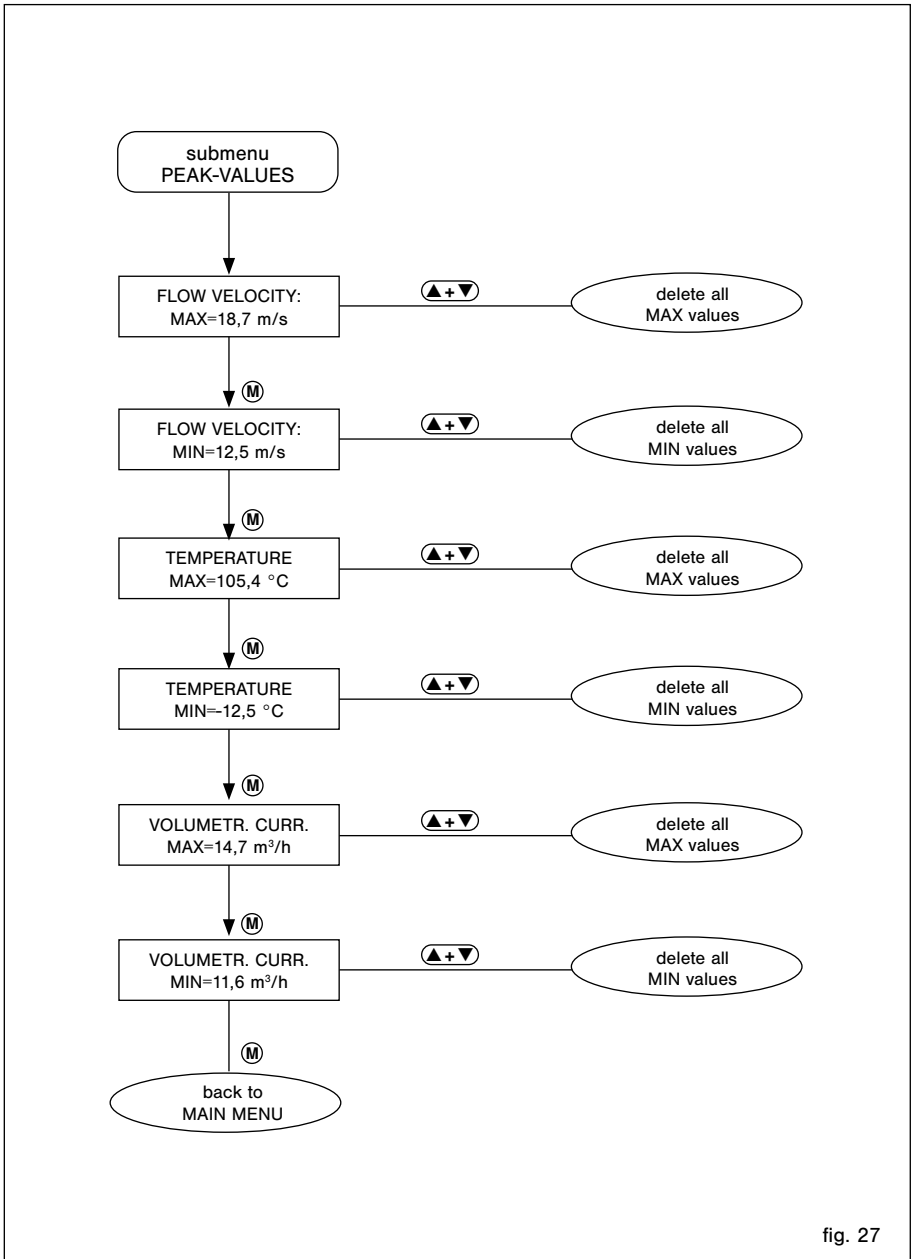 submenu
PEAK-VALUES
FLOW VELOCITY:
MAX=18,7 m/s
▲+▼
delete all
MAX values
M
FLOW VELOCITY:
MIN=12,5 m/s
▲+▼
delete all
MIN values
M
TEMPERATURE
MAX=105,4 °C
▲+▼
delete all
MAX values
M
TEMPERATURE
MIN=-12,5 °C
▲+▼
delete all
MIN values
M
VOLUMETR. CURR.
MAX=14,7 m³/h
▲+▼
delete all
MAX values
M
VOLUMETR. CURR.
MIN=11,6 m³/h
▲+▼
delete all
MIN values
M
back to
MAIN MENU
fig. 27